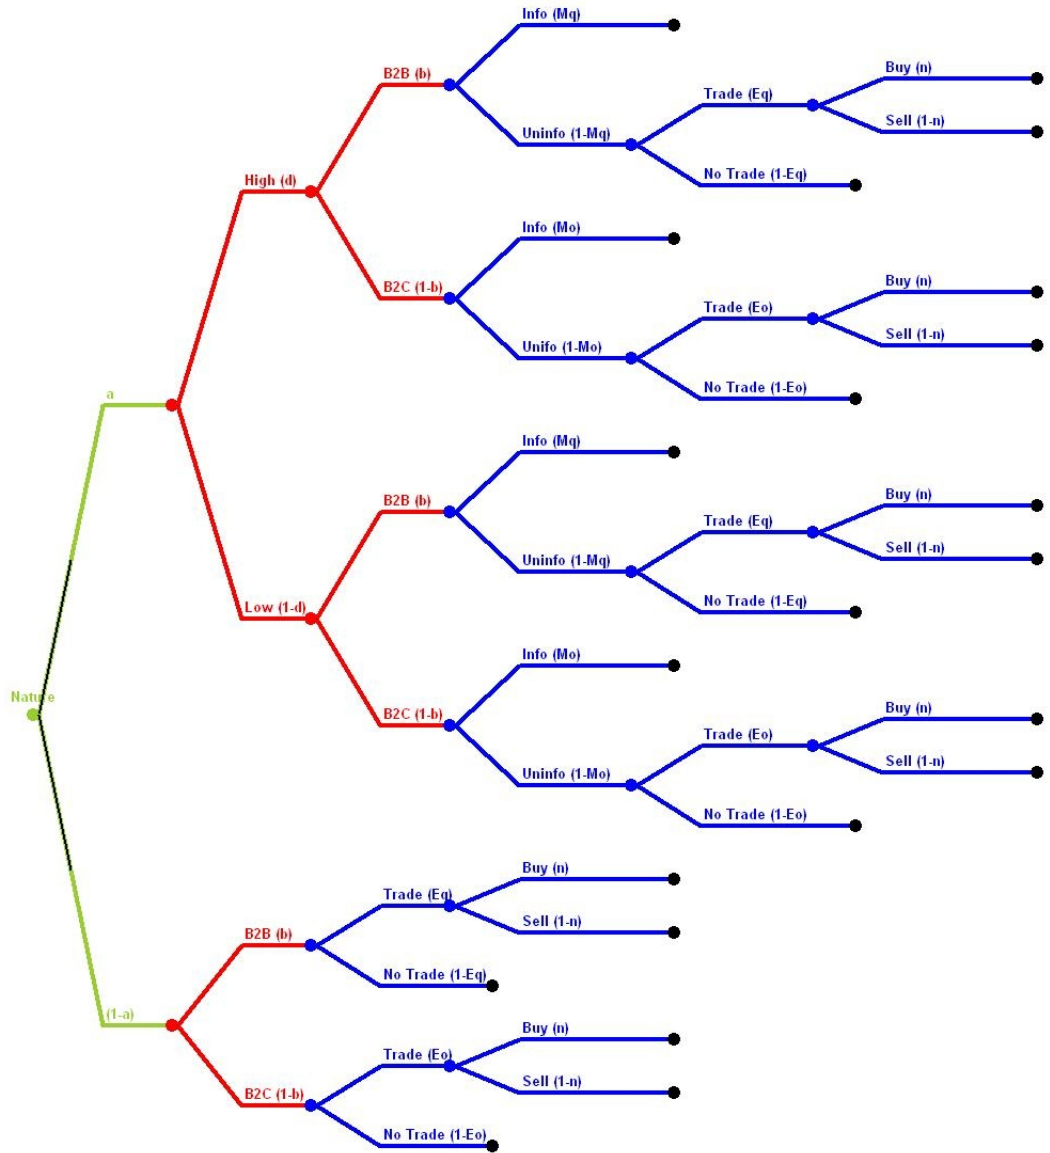 Info (Mq)
B2B (b)
Buy (n)
Trade (Eq)
Sell (1-n)
Uninfo (1-Mq)
No Trade (1-Eq)
High (d)
Info (Mo)
B2C (1-b)
Buy (n)
Trade (Eo)
Sell (1-n)
Unifo (1-Mo)
No Trade (1-Eo)
a
Info (Mq)
B2B (b)
Buy (n)
Trade (Eq)
Sell (1-n)
Uninfo (1-Mq)
No Trade (1-Eq)
Low (1-d)
Info (Mo)
Nature
B2C (1-b)
Buy (n)
Trade (Eo)
Sell (1-n)
Uninfo (1-Mo)
No Trade (1-Eo)
Buy (n)
Trade (Eq)
Sell (1-n)
B2B (b)
No Trade (1-Eq)
(1-a)
Buy (n)
Trade (Eo)
Sell (1-n)
B2C (1-b)
No Trade (1-Eo)